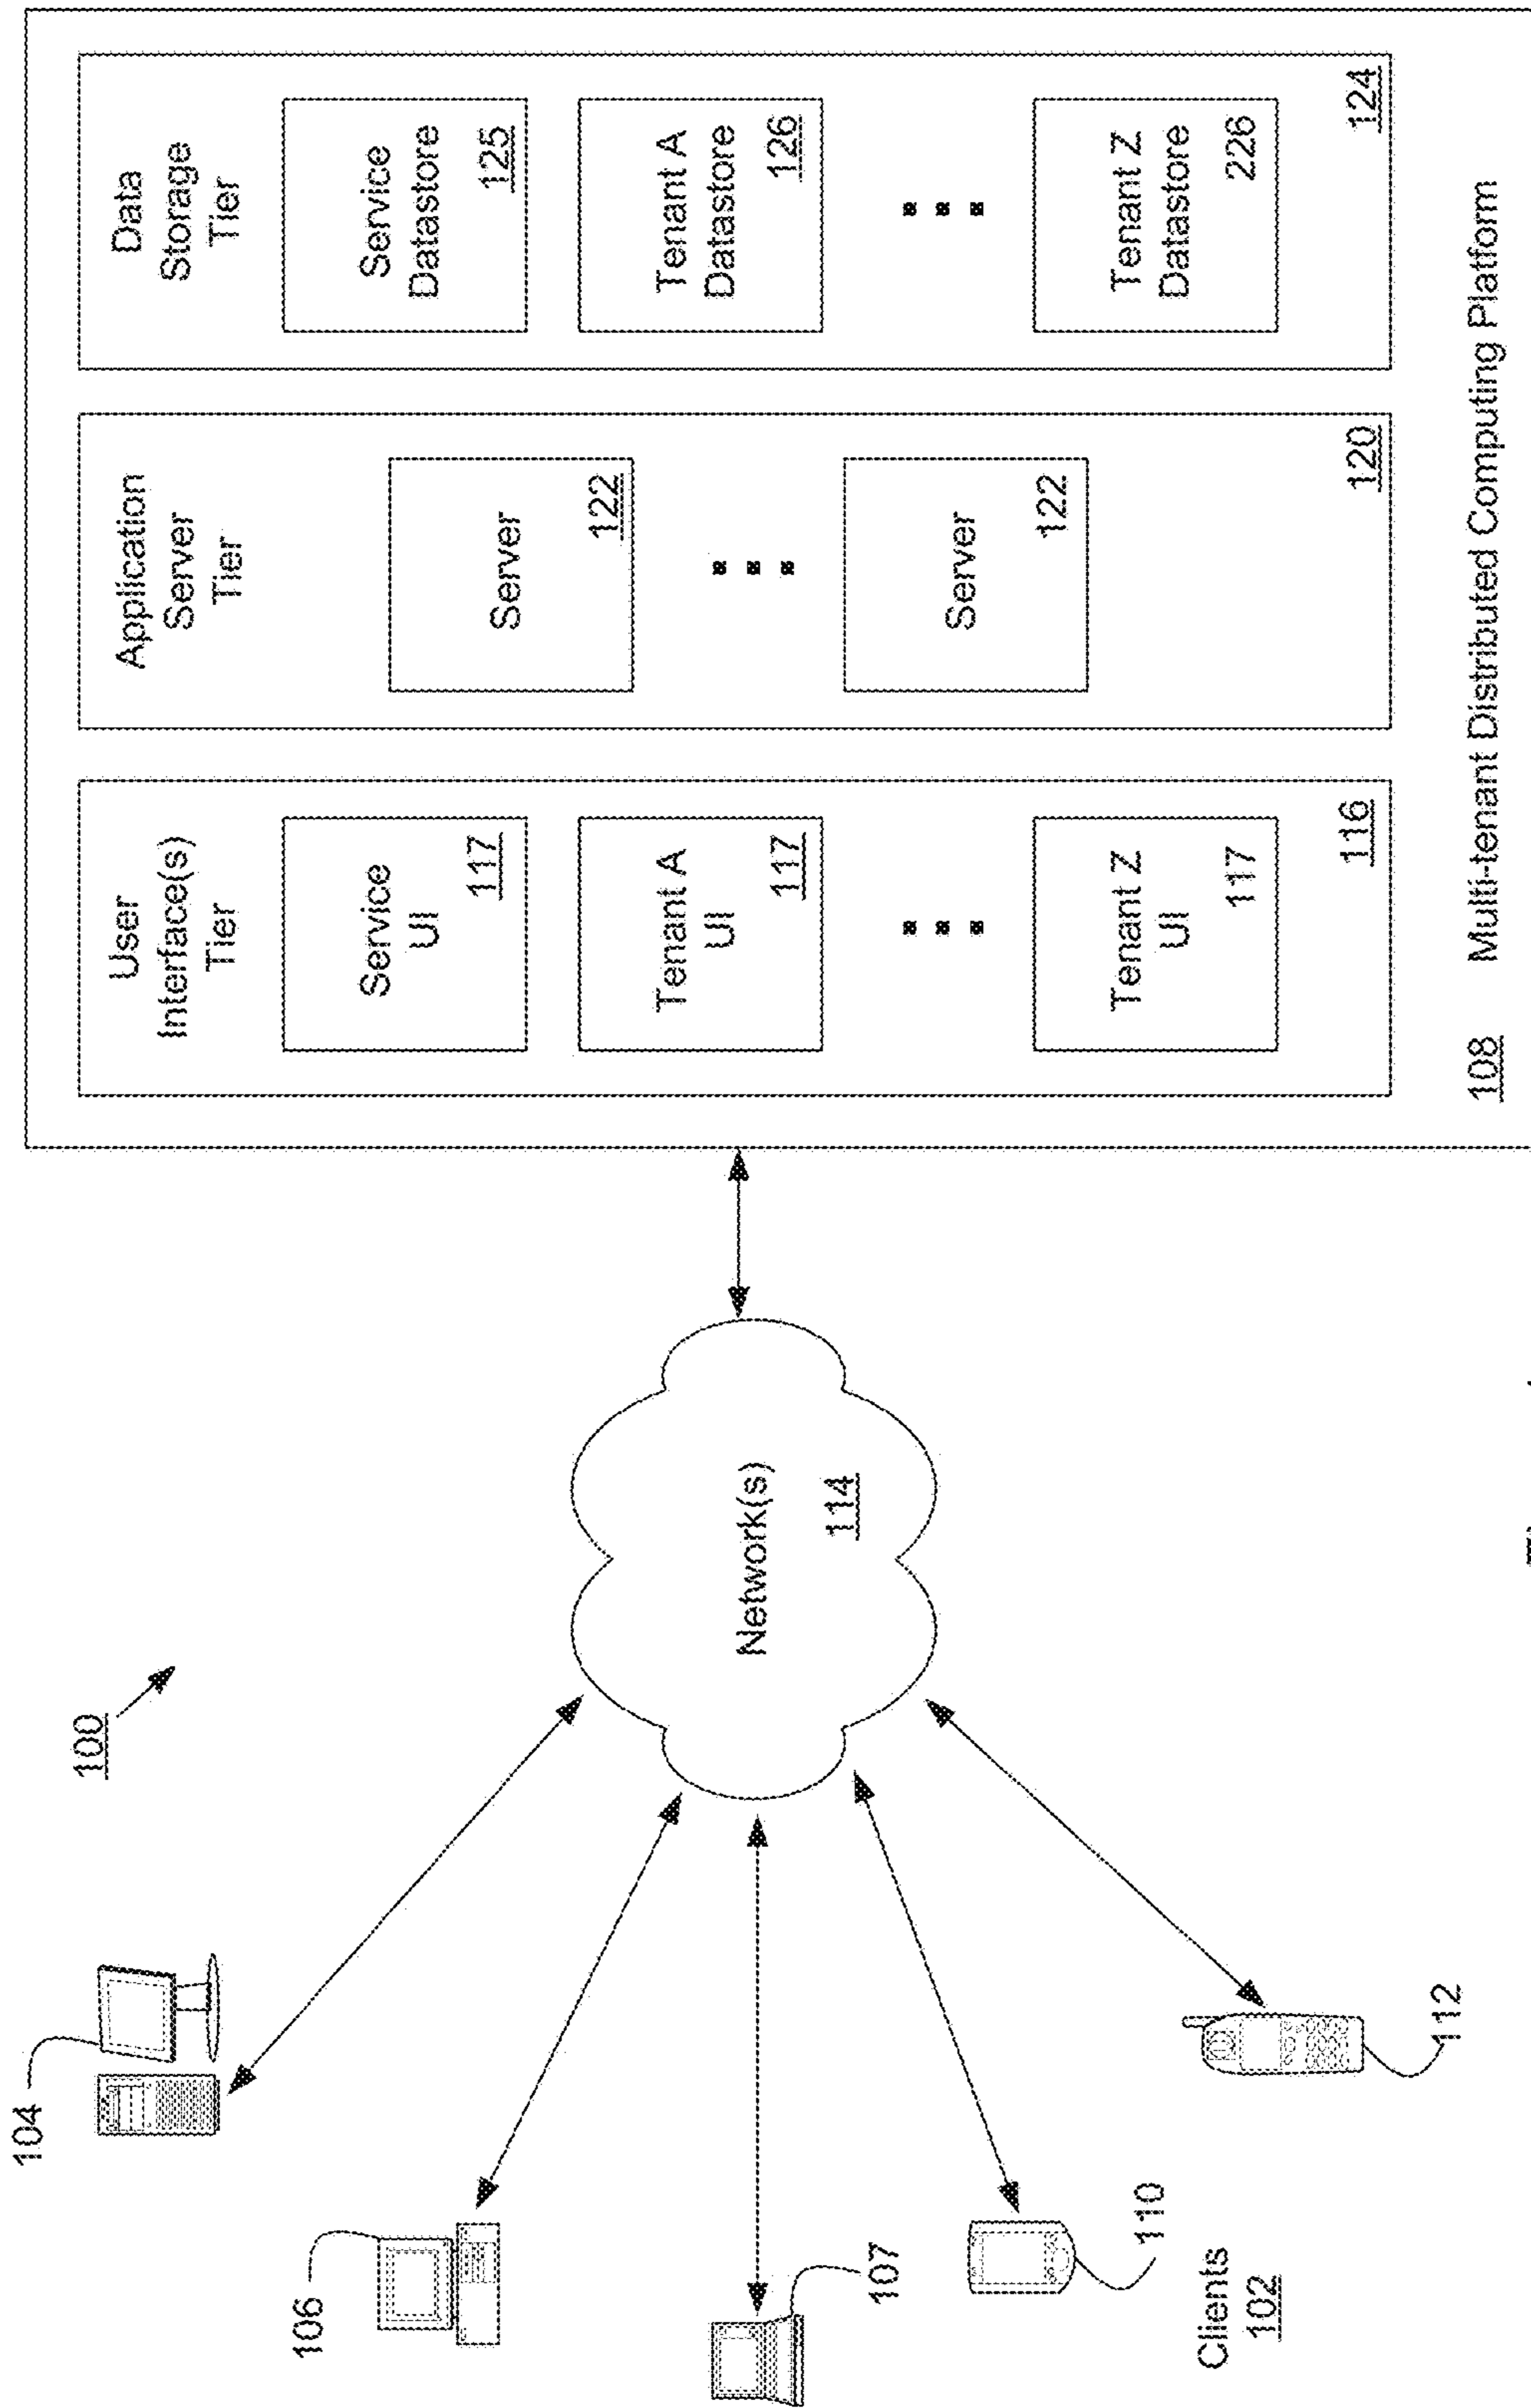 100
104
106
107
110
112
Clients
102
Network(s)
114
User
Interface(s)
Tier
Service
UI
117
Tenant A
UI
117
Tenant Z
UI
117
116
Application
Server
Tier
Server
122
Server
122
120
Data
Storage
Tier
Service
Datastore
125
Tenant A
Datastore
126
Tenant Z
Datastore
226
124
108 Multi-tenant Distributed Computing Platform